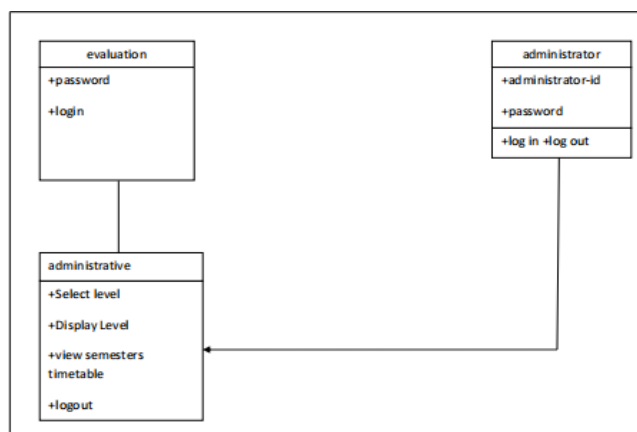 evaluation
+password
+login
administrator
+administrator-id
+password
+log in +log out
administrative
+Select level
+Display Level
+view semesters
timetable
+logout